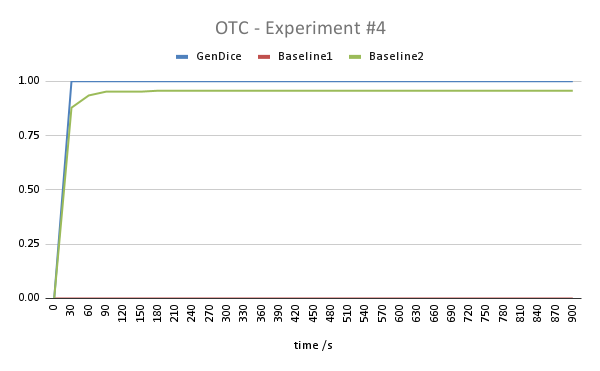 OTC - Experiment #4
GenDice Baseline1 Baseline2
1.00
0.75
0.50
0.25
0.00
0 30 60 90 120 150 180 210 240 270 300 330 360 390 420 450 480 510 540 570 600 630 660 690 720 750 780 810 840 870 900
time /s